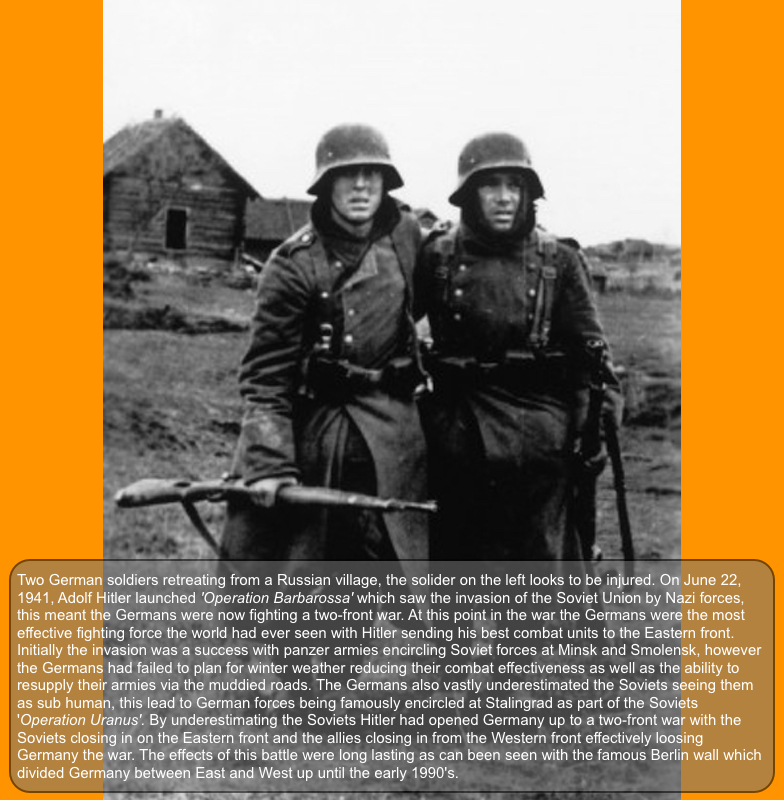 Two German soldiers retreating from a Russian village, the solider on the left looks to be injured. On June 22,
1941, Adolf Hitler launched 'Operation Barbarossa' which saw the invasion of the Soviet Union by Nazi forces,
this meant the Germans were now fighting a two-front war. At this point in the war the Germans were the most
effective fighting force the world had ever seen with Hitler sending his best combat units to the Eastern front.
Initially the invasion was a success with panzer armies encircling Soviet forces at Minsk and Smolensk, however
the Germans had failed to plan for winter weather reducing their combat effectiveness as well as the ability to
resupply their armies via the muddied roads. The Germans also vastly underestimated the Soviets seeing them
as sub human, this lead to German forces being famously encircled at Stalingrad as part of the Soviets
'Operation Uranus'. By underestimating the Soviets Hitler had opened Germany up to a two-front war with the
Soviets closing in on the Eastern front and the allies closing in from the Western front effectively loosing
Germany the war. The effects of this battle were long lasting as can been seen with the famous Berlin wall which
divided Germany between East and West up until the early 1990's.